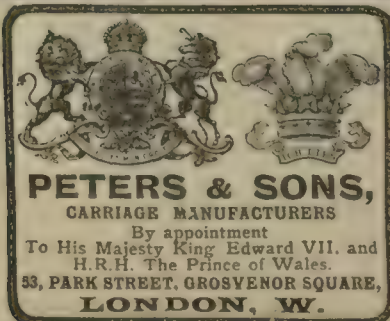 PETERS & SONS,
CARRIAGE MANUFACTURERS
By appointment
To His Majesty King Edward VII. and
H.R.H. The Prince of Wales.
53, PARK STREET. GROSVENOR SQUARE,
LONDON, W.